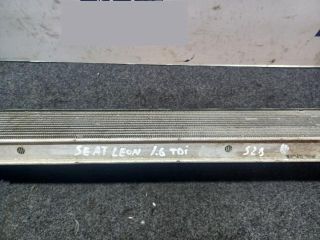 SEAT LEON 1.6 TDi 528